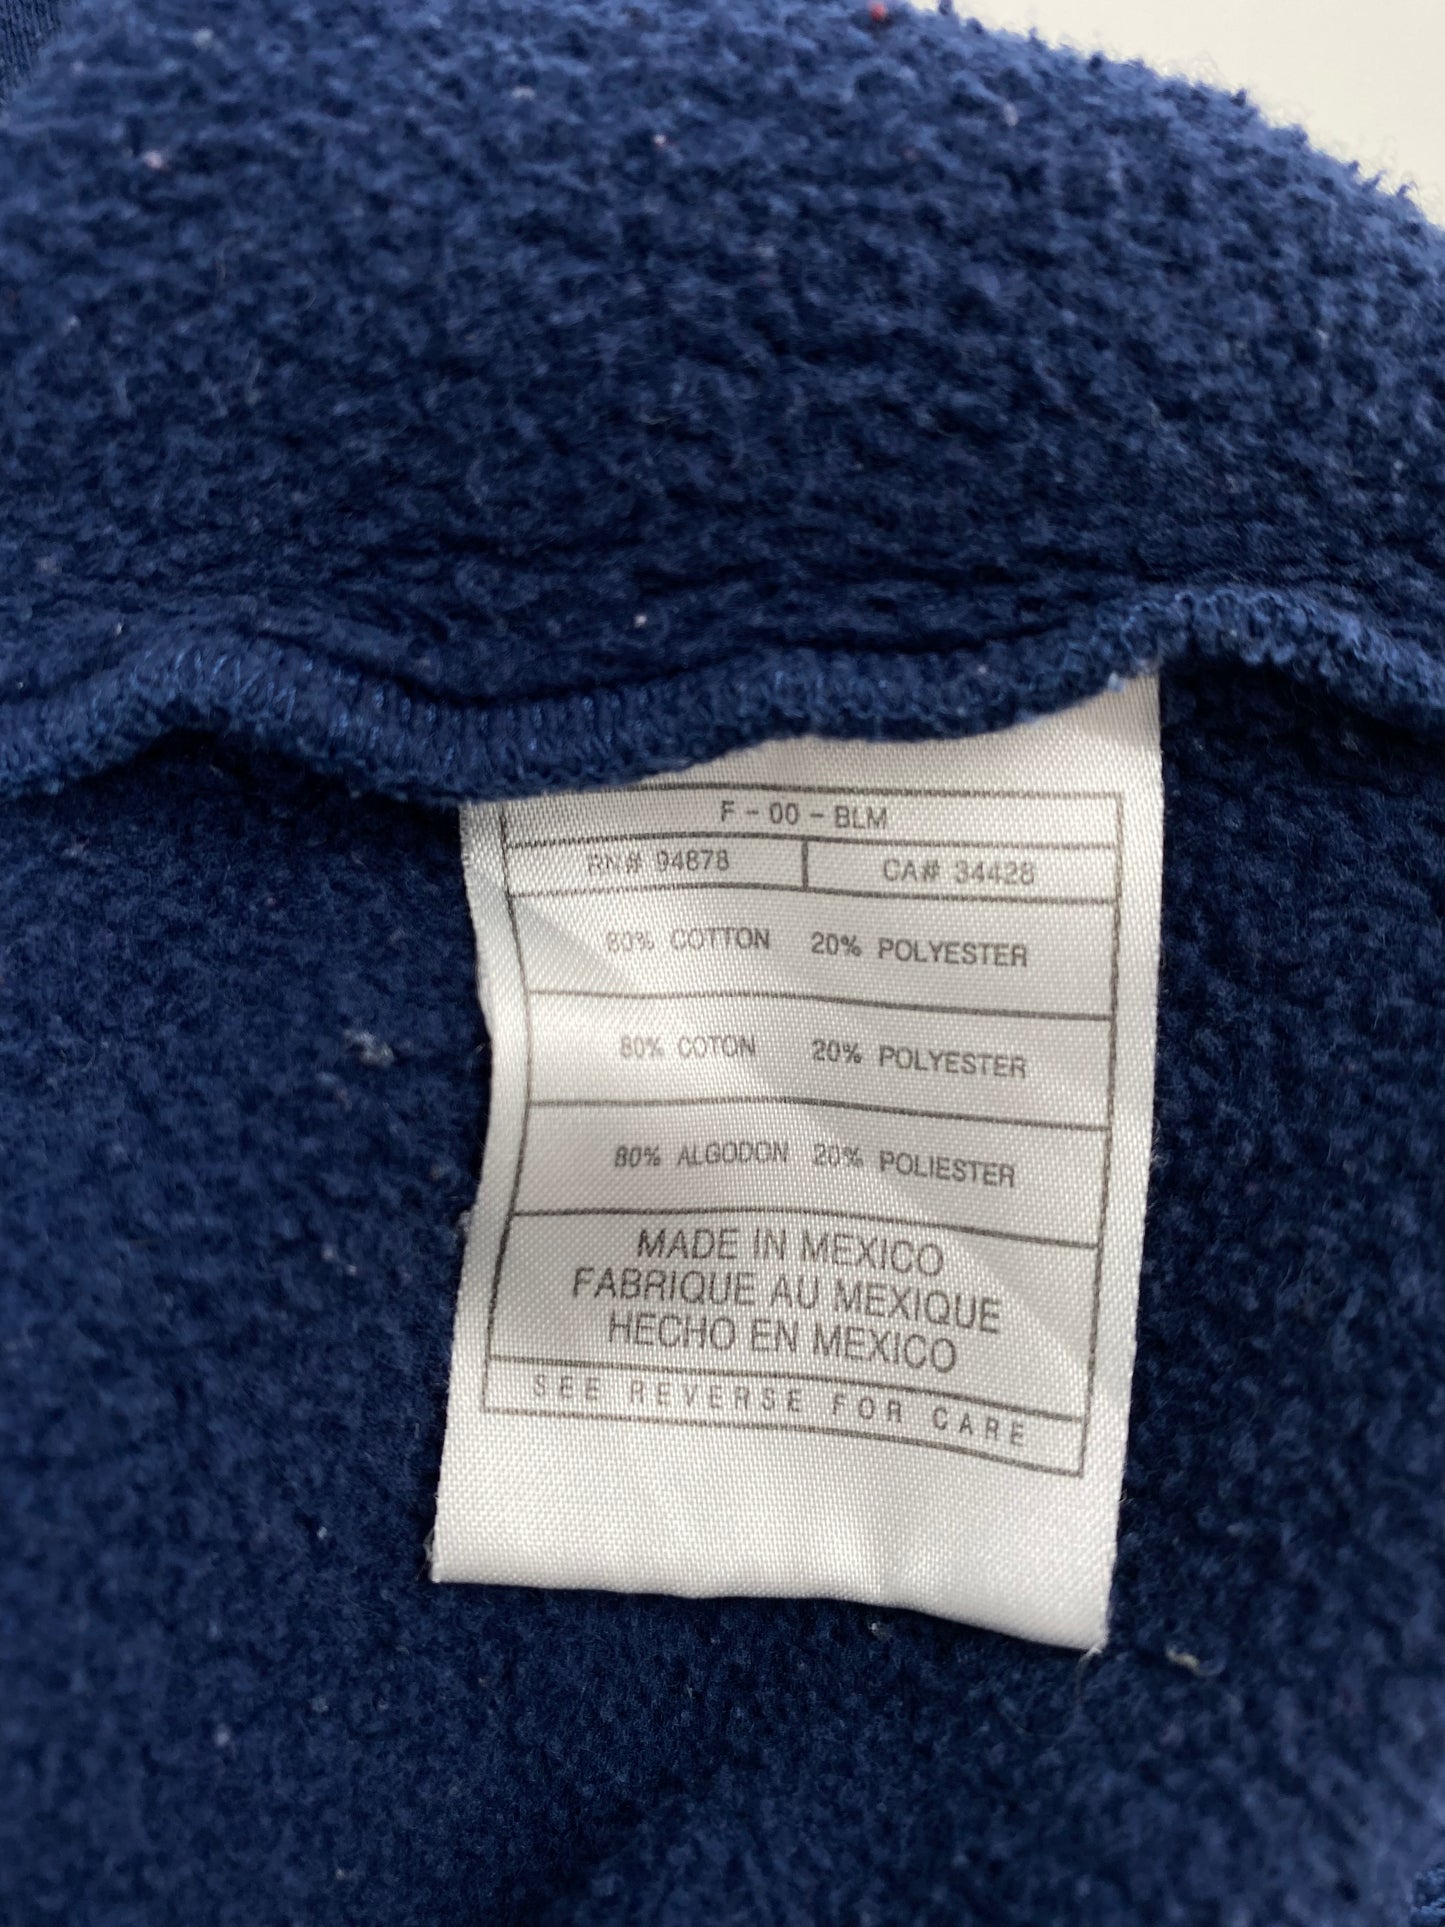 F - 00 - BLM
RN# 94878 CA# 34428
80% COTTON 20% POLYESTER
80% COTON 20% POLYESTER
80% ALGODON 20% POLIESTER
MADE IN MEXICO
FABRIQUE AU MEXIQUE
HECHO EN MEXICO
SEE REVERSE FOR CARE